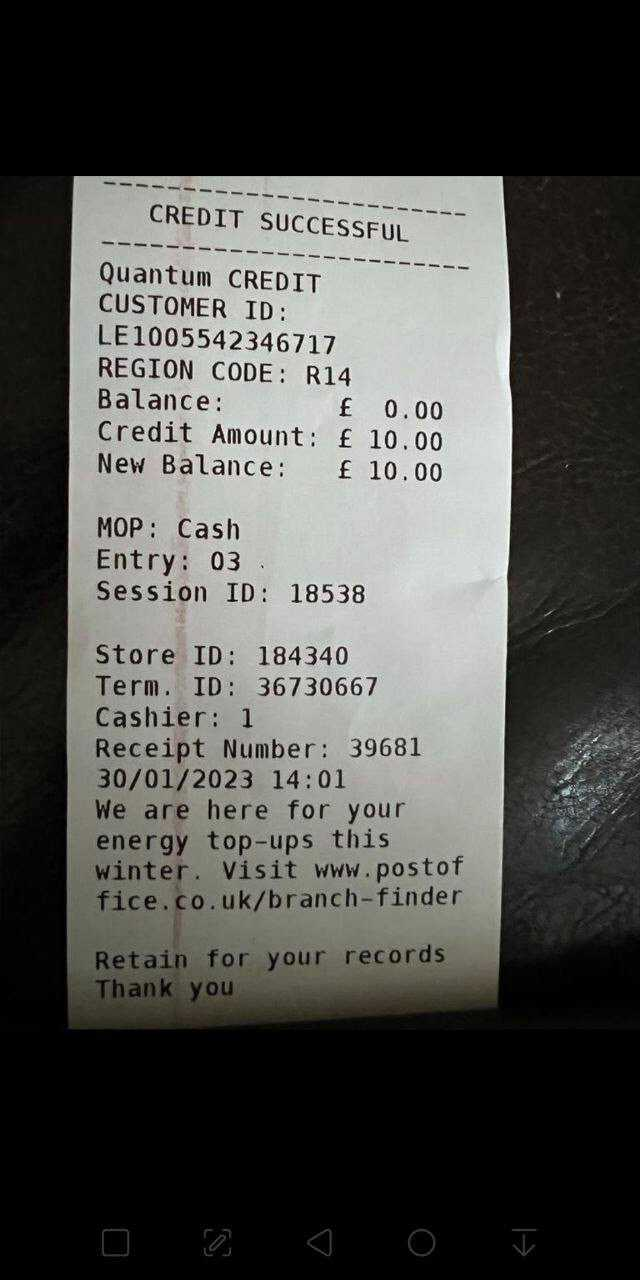 ------------------------
CREDIT SUCCESSFUL
------------------------
Quantum CREDIT
CUSTOMER ID:
LE1005542346717
REGION CODE: R14
Balance: £ 0.00
Credit Amount: £ 10.00
New Balance: £ 10.00
MOP: Cash
Entry: 03
Session ID: 18538
Store ID: 184340
Term. ID: 36730667
Cashier: 1
Receipt Number: 39681
30/01/2023 14:01
We are here for your
energy top-ups this
winter. Visit www.postof
fice.co.uk/branch-finder
Retain for your records
Thank you